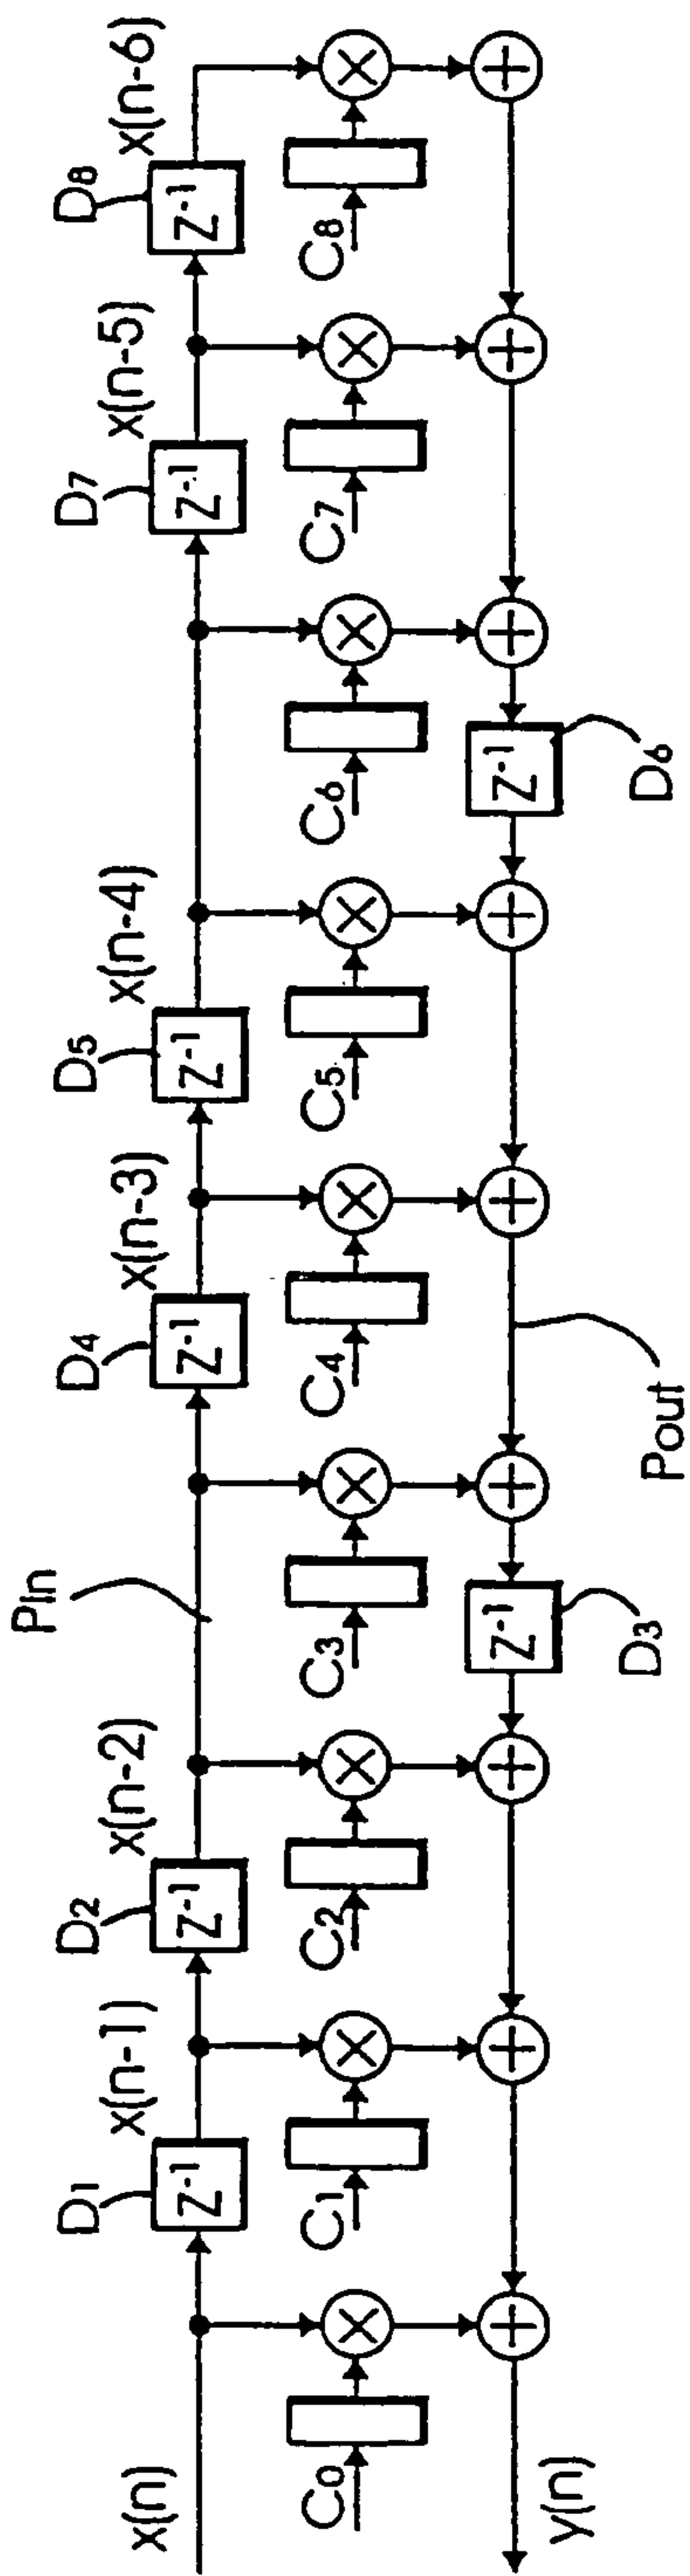 D1 D2 D4 D5 D7 D8
x(n) x(n-1) x(n-2) PIn x(n-3) x(n-4) x(n-5) x(n-6)
Z-1 Z-1 Z-1 Z-1 Z-1 Z-1
C0 C1 C2 C3 C4 C5 C6 C7 C8
Z-1 Z-1
y(n) D3 Pout D6